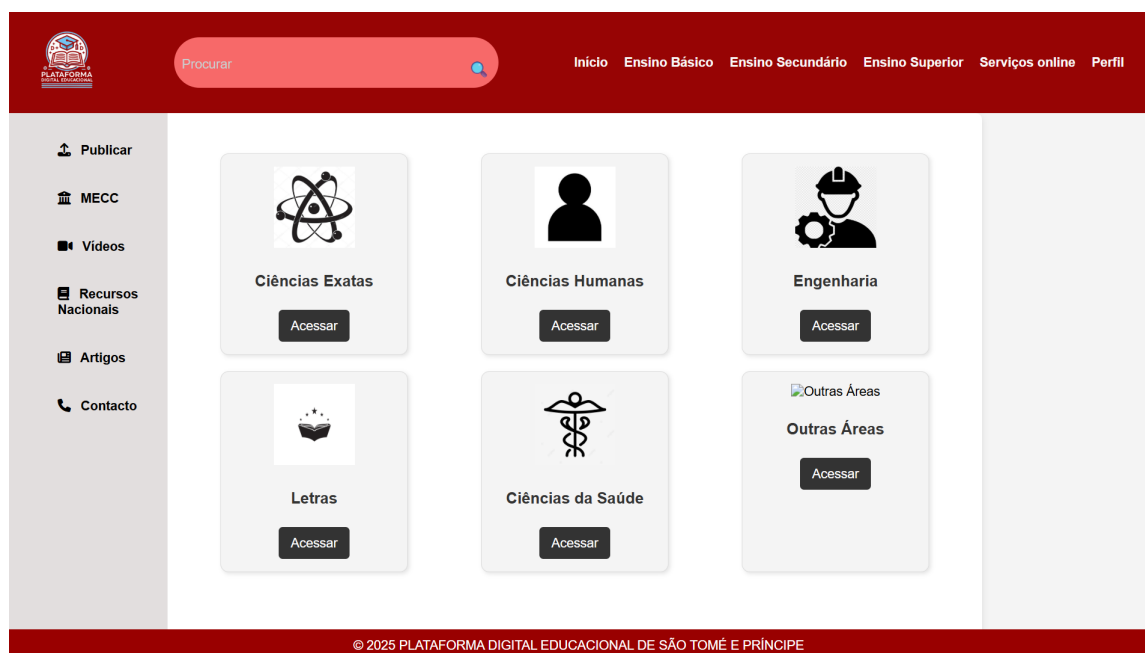 PLATAFORMA
DIGITAL EDUCACIONAL
Procurar
Início Ensino Básico Ensino Secundário Ensino Superior Serviços online Perfil
Publicar
MECC
Vídeos
Recursos
Nacionais
Artigos
Contacto
Ciências Exatas
Acessar
Ciências Humanas
Acessar
Engenharia
Acessar
Letras
Acessar
Ciências da Saúde
Acessar
Outras Áreas
Outras Áreas
Acessar
© 2025 PLATAFORMA DIGITAL EDUCACIONAL DE SÃO TOMÉ E PRÍNCIPE